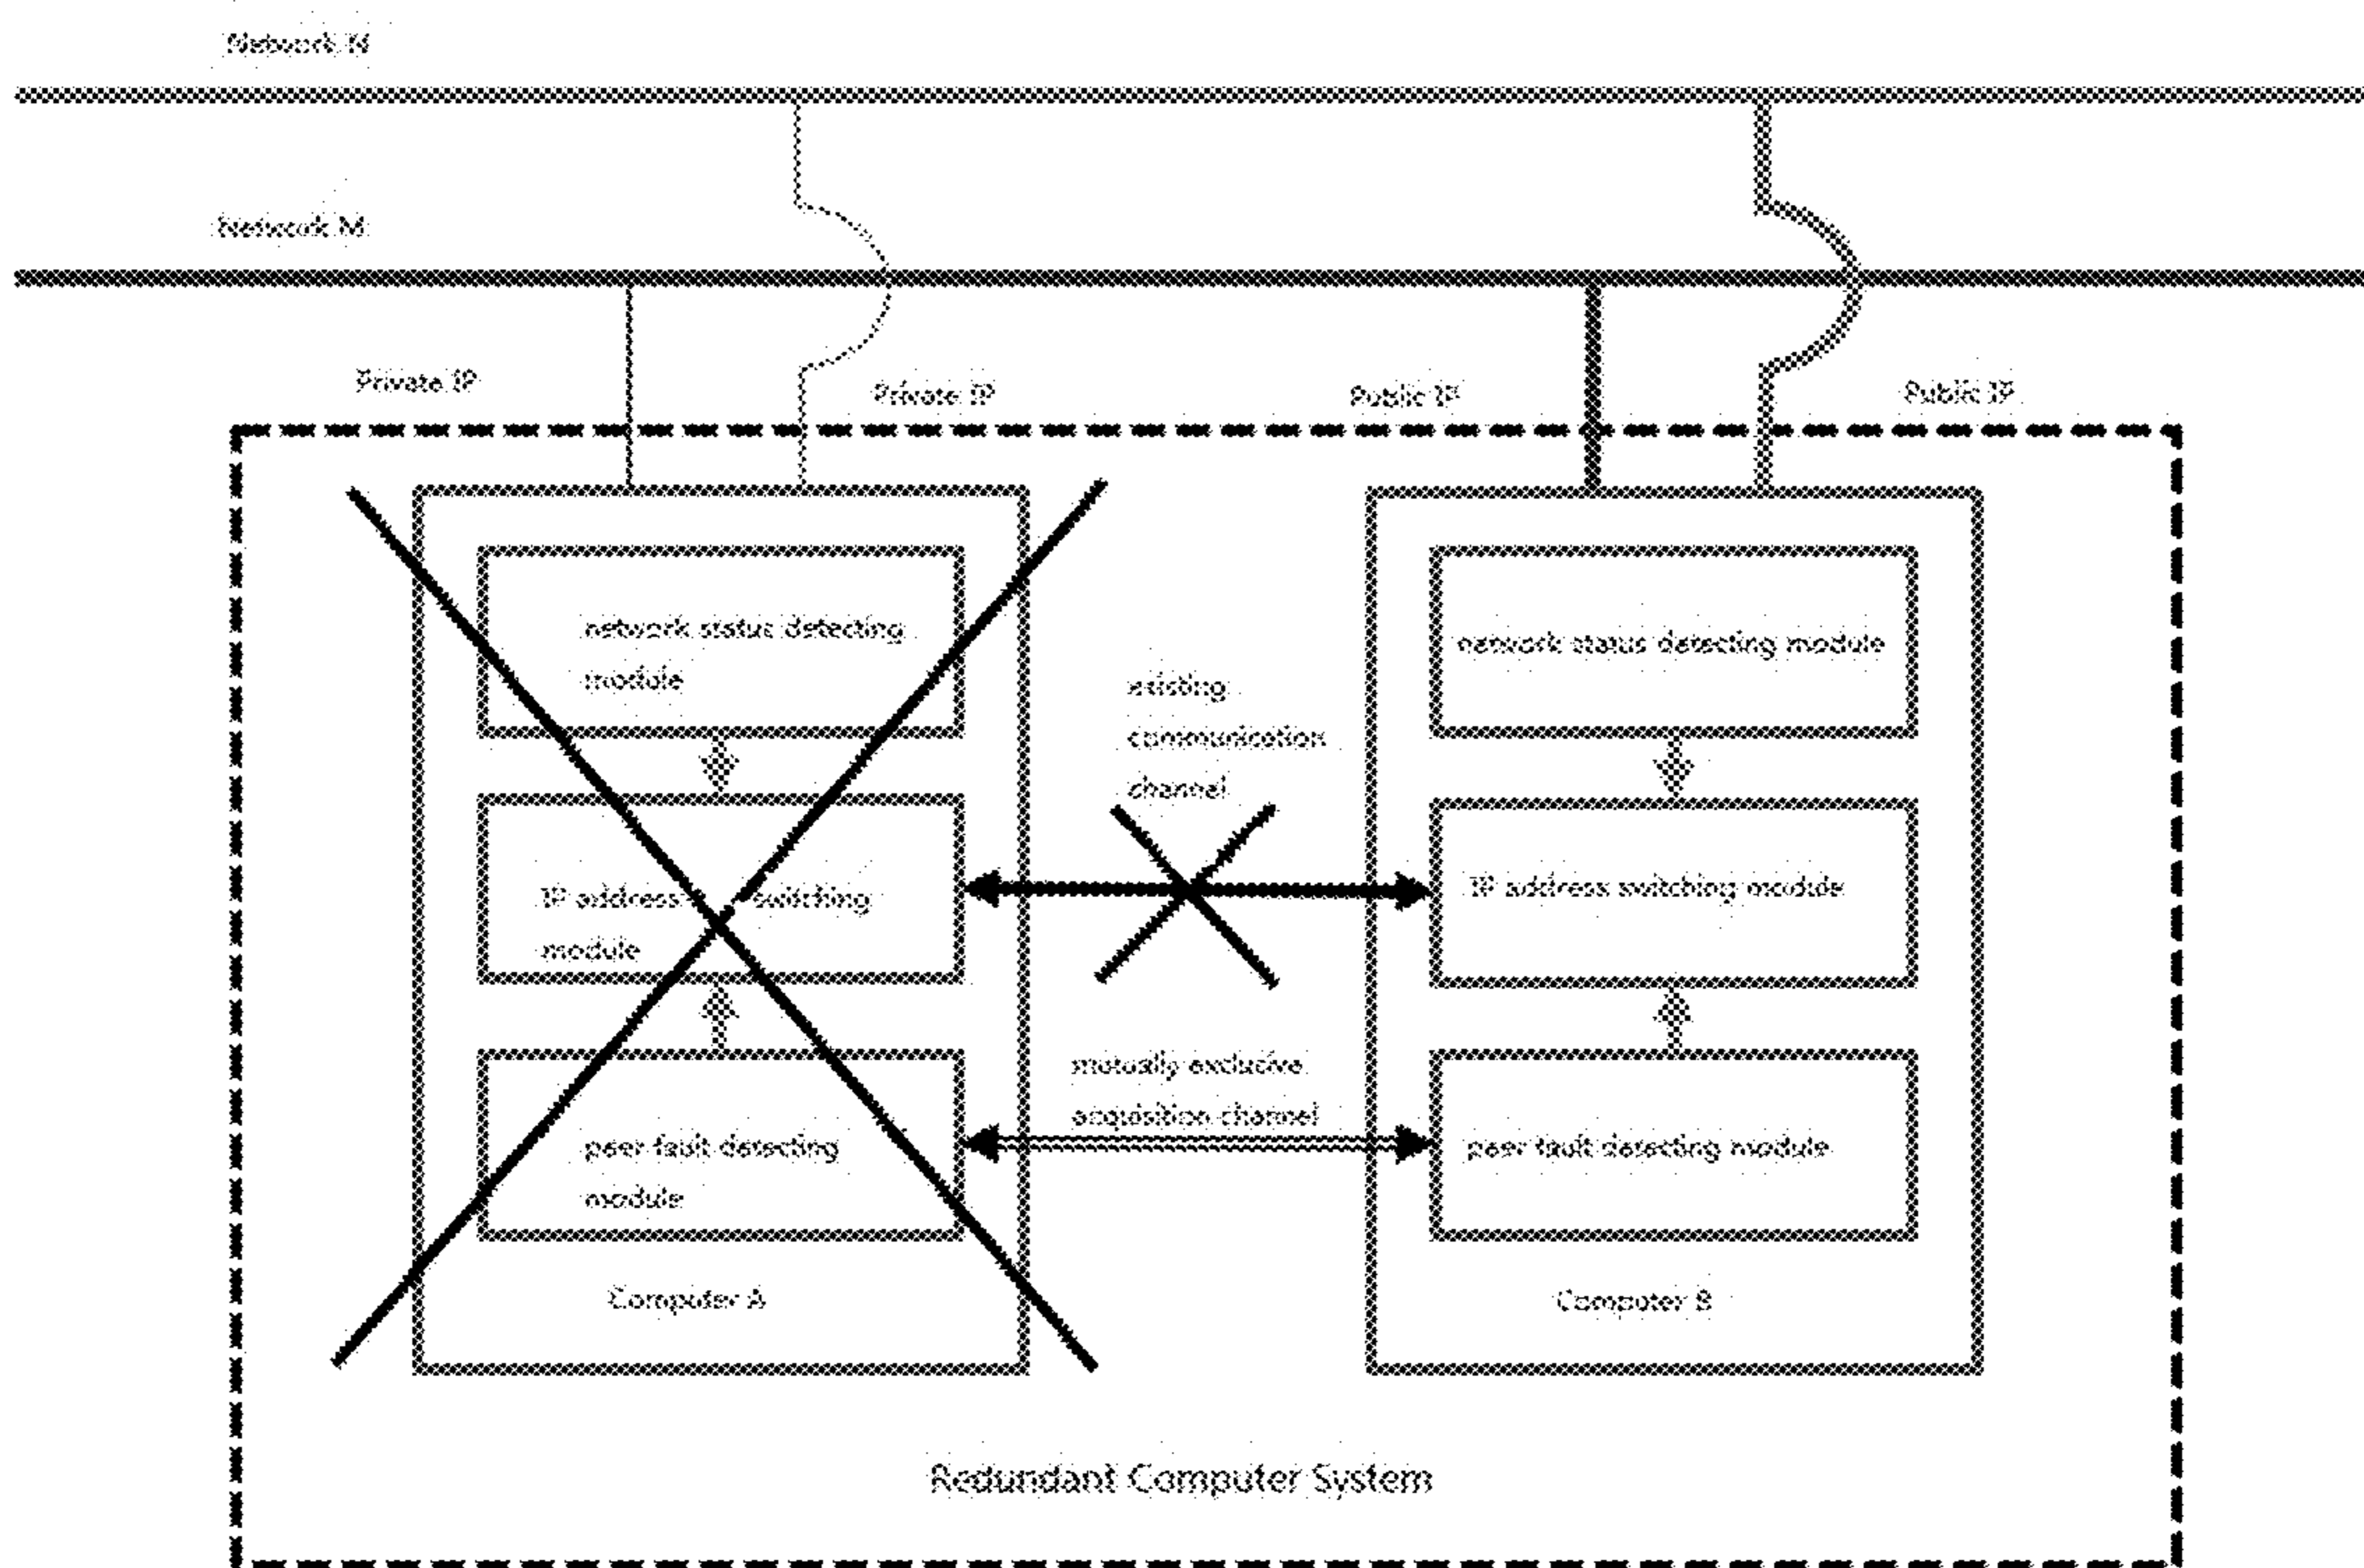 Network N
Network M
Private IP
Private IP
Public IP
Public IP
network status detecting
module
network status detecting module
existing
communication
channel
IP address switching
module
IP address switching module
mutually exclusive
acquisition channel
peer fault detecting
module
peer fault detecting module
Computer A
Computer B
Redundant Computer System